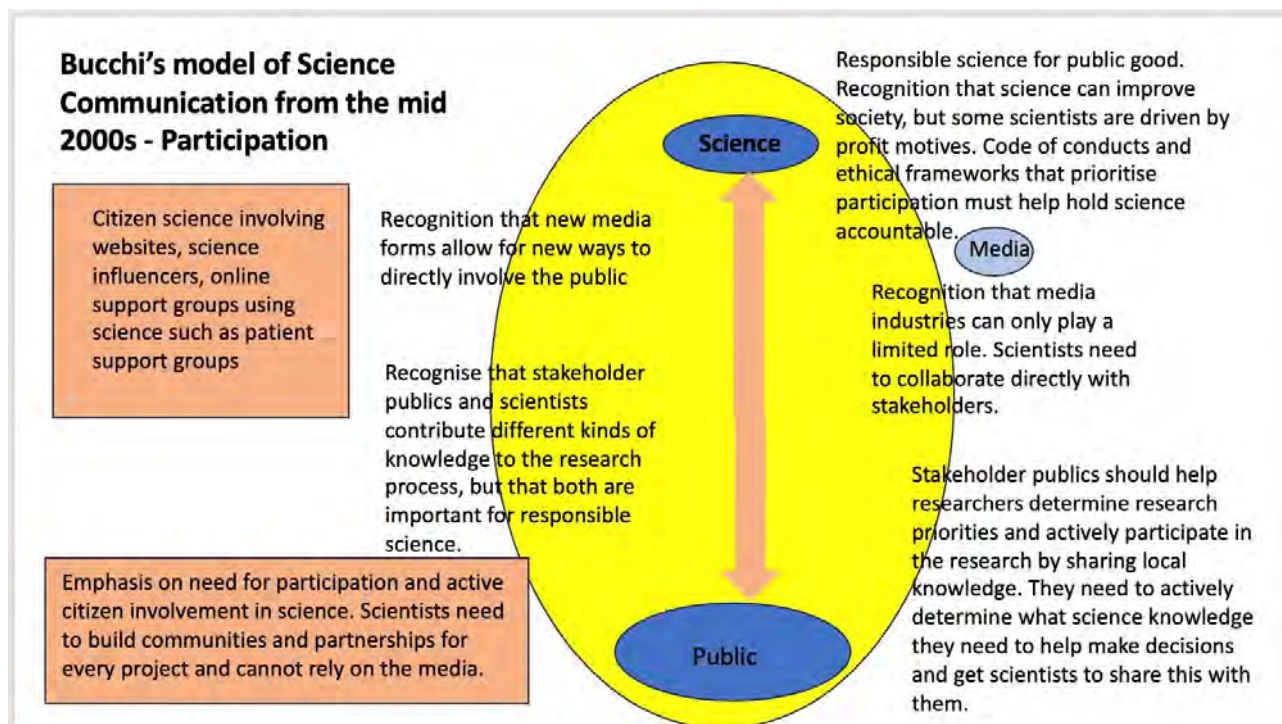 Bucchi's model of Science
Communication from the mid
2000s - Participation
Citizen science involving
websites, science
influencers, online
support groups using
science such as patient
support groups
Recognition that new media
forms allow for new ways to
directly involve the public
Recognise that stakeholder
publics and scientists
contribute different kinds of
knowledge to the research
process, but that both are
important for responsible
science.
Emphasis on need for participation and active
citizen involvement in science. Scientists need
to build communities and partnerships for
every project and cannot rely on the media.
Science
Public
Responsible science for public good.
Recognition that science can improve
society, but some scientists are driven by
profit motives. Code of conducts and
ethical frameworks that prioritise
participation must help hold science
accountable.
Media
Recognition that media
industries can only play a
limited role. Scientists need
to collaborate directly with
stakeholders.
Stakeholder publics should help
researchers determine research
priorities and actively participate in
the research by sharing local
knowledge. They need to actively
determine what science knowledge
they need to help make decisions
and get scientists to share this with
them.